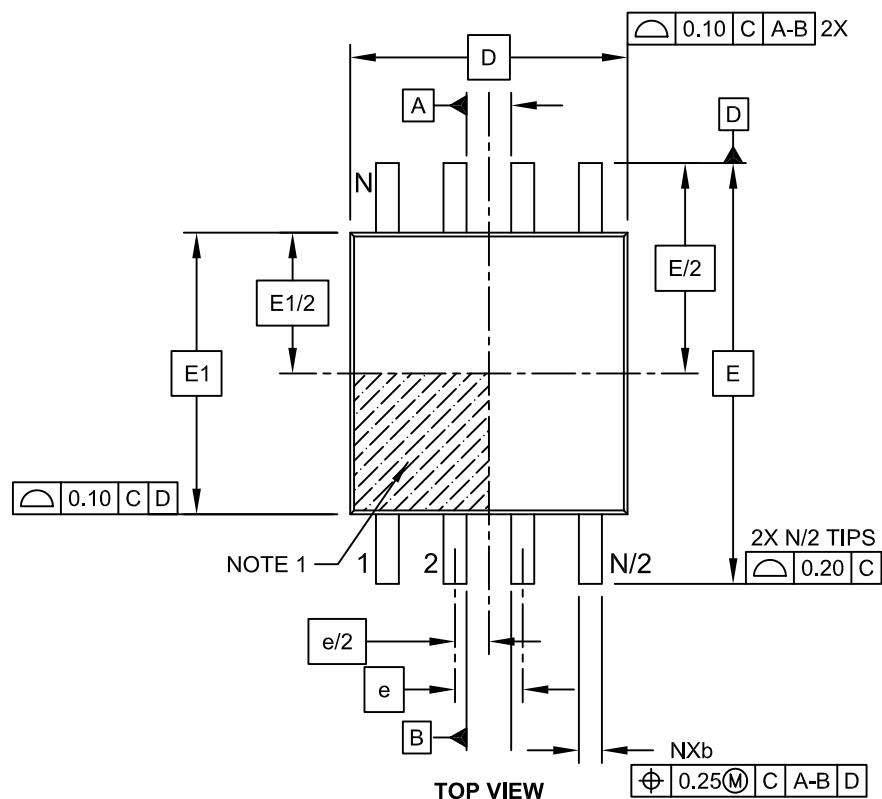 0.10 C A-B 2X
D
A
D
N
E/2
E1/2
E1
E
0.10 C D
2X N/2 TIPS
NOTE 1
1
2
N/2
0.20 C
e/2
e
B
NXb
0.25 M C A-B D
TOP VIEW